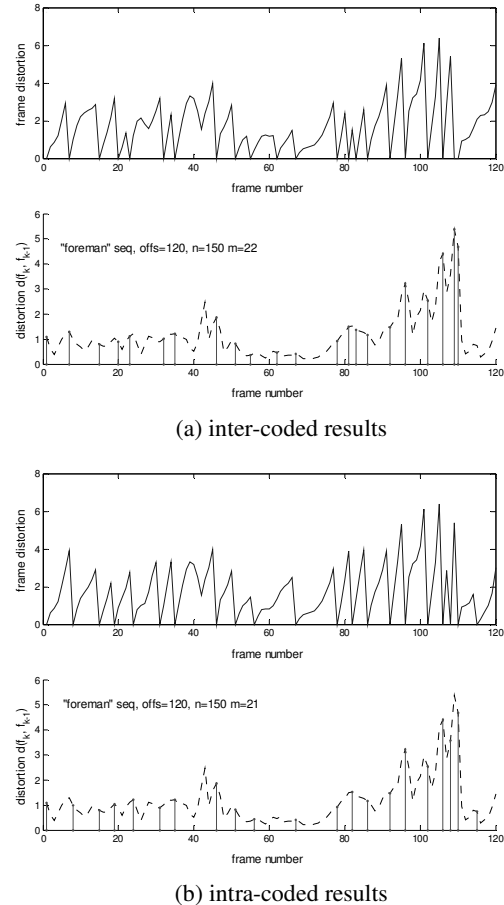 8
6
4
2
0
frame distortion
0 20 40 60 80 100 120
frame number
6
5
4
3
2
1
0
distortion d(f_k, f_k-1)
"foreman" seq, offs=120, n=150 m=22
0 20 40 60 80 100 120
frame number
(a) inter-coded results
8
6
4
2
0
frame distortion
0 20 40 60 80 100 120
frame number
6
5
4
3
2
1
0
distortion d(f_k, f_k-1)
"foreman" seq, offs=120, n=150 m=21
0 20 40 60 80 100 120
frame number
(b) intra-coded results